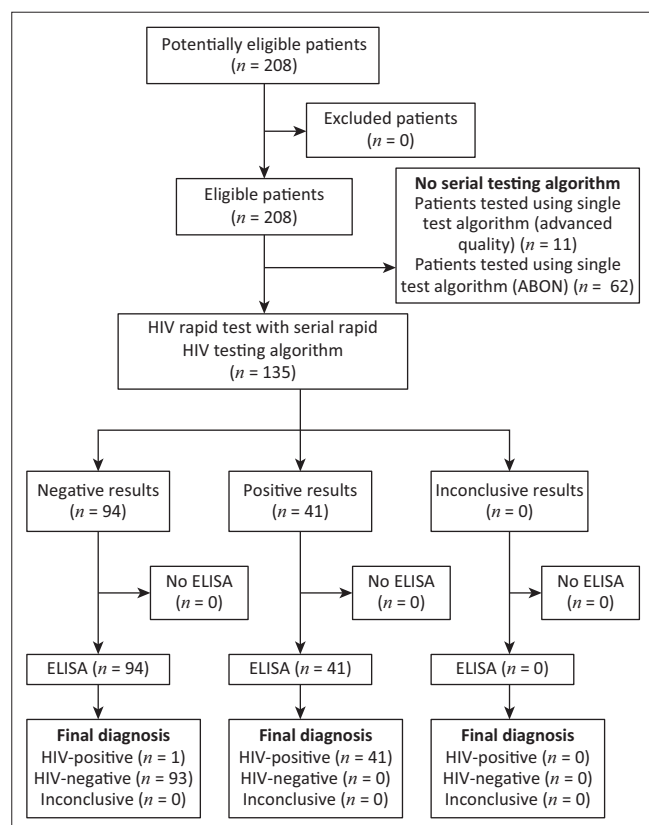 Potentially eligible patients
(n = 208)
Excluded patients
(n = 0)
Eligible patients
(n = 208)
No serial testing algorithm
Patients tested using single
test algorithm (advanced
quality) (n = 11)
Patients tested using single
test algorithm (ABON) (n = 62)
HIV rapid test with serial rapid
HIV testing algorithm
(n = 135)
Negative results
(n = 94)
Positive results
(n = 41)
Inconclusive results
(n = 0)
No ELISA
(n = 0)
No ELISA
(n = 0)
No ELISA
(n = 0)
ELISA (n = 94)
ELISA (n = 41)
ELISA (n = 0)
Final diagnosis
HIV-positive (n = 1)
HIV-negative (n = 93)
Inconclusive (n = 0)
Final diagnosis
HIV-positive (n = 41)
HIV-negative (n = 0)
Inconclusive (n = 0)
Final diagnosis
HIV-positive (n = 0)
HIV-negative (n = 0)
Inconclusive (n = 0)